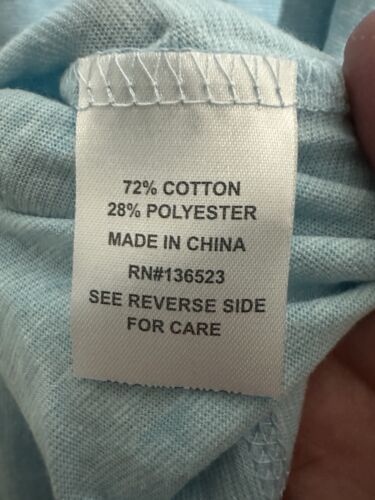 72% COTTON
28% POLYESTER
MADE IN CHINA
RN#136523
SEE REVERSE SIDE
FOR CARE